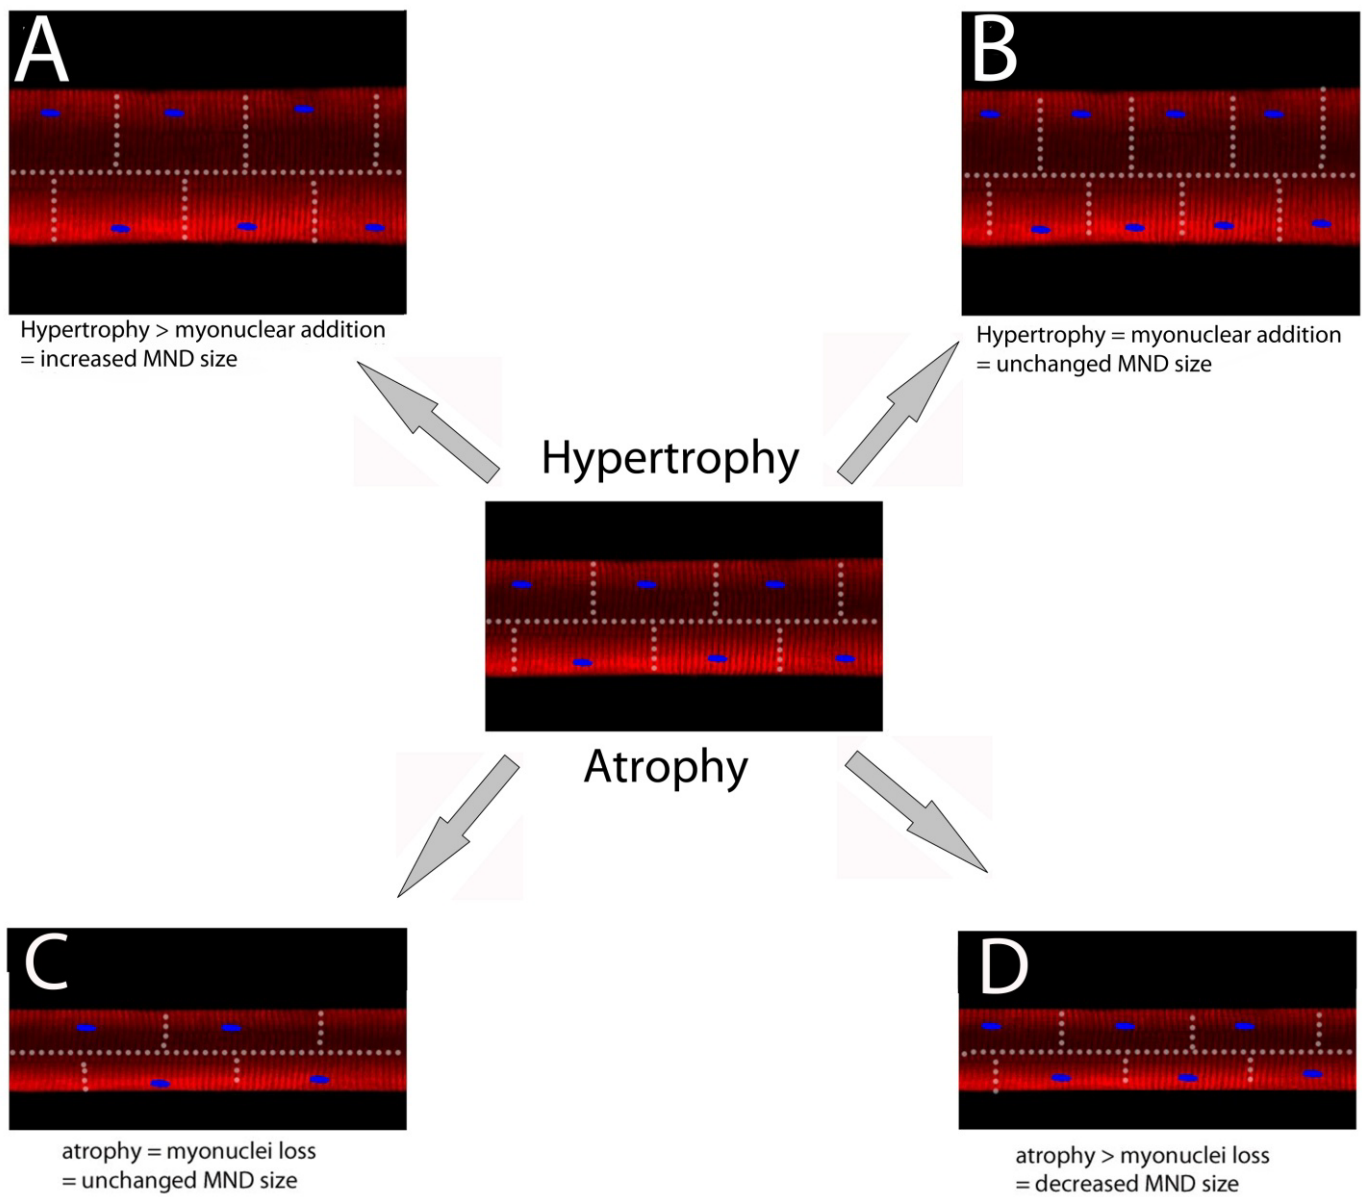 A
B
Hypertrophy > myonuclear addition
= increased MND size
Hypertrophy = myonuclear addition
= unchanged MND size
Hypertrophy
Atrophy
C
D
atrophy = myonuclei loss
= unchanged MND size
atrophy > myonuclei loss
= decreased MND size